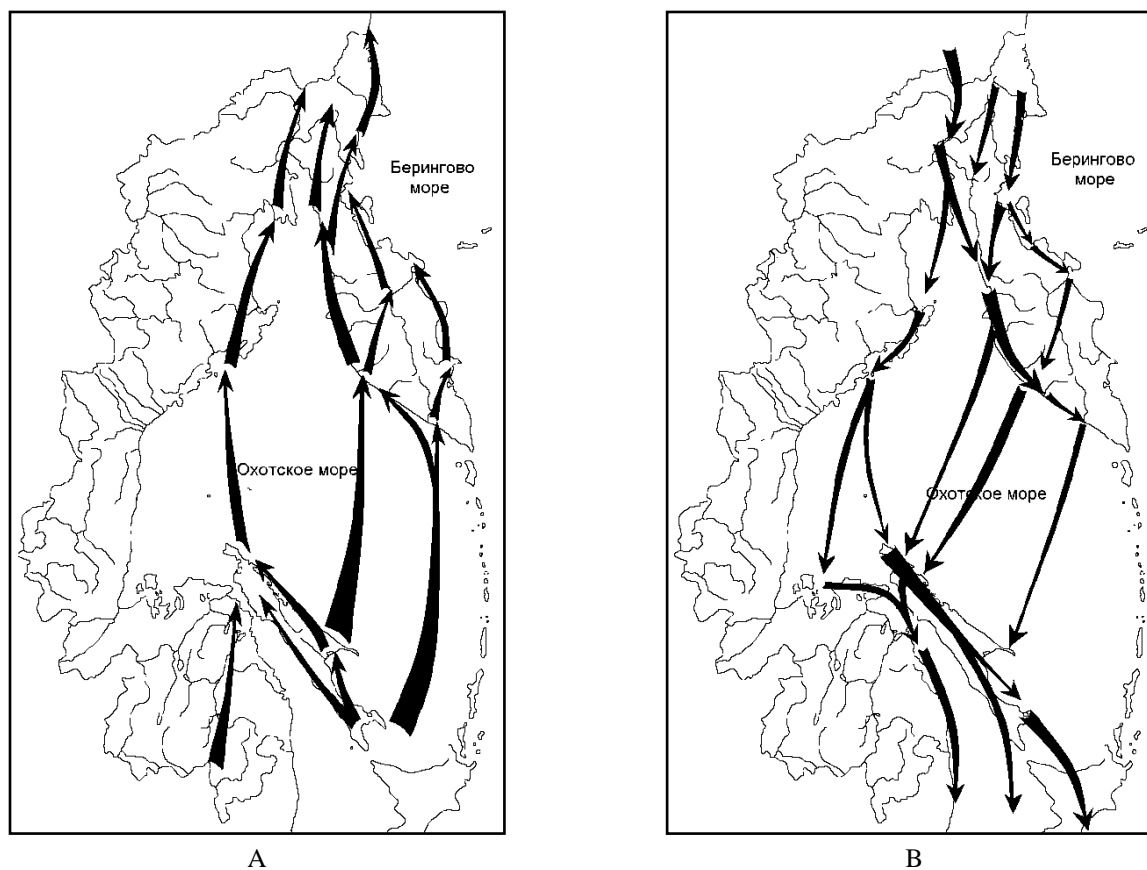 Берингово
море
Охотское море
А
Берингово
море
Охотское море
В